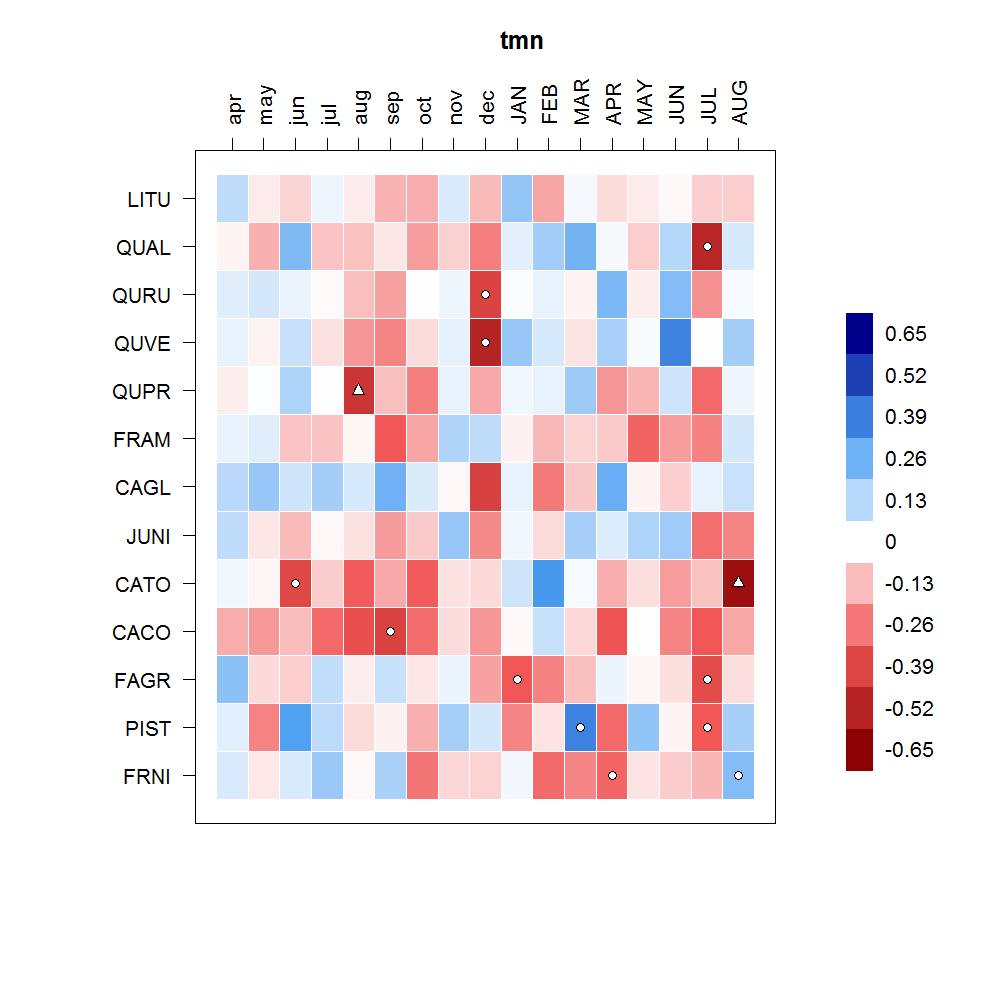 tmn
apr may jun jul aug sep oct nov dec JAN FEB MAR APR MAY JUN JUL AUG
LITU
QUAL
QURU
QUVE
QUPR
FRAM
CAGL
JUNI
CATO
CACO
FAGR
PIST
FRNI
0.65
0.52
0.39
0.26
0.13
0
-0.13
-0.26
-0.39
-0.52
-0.65